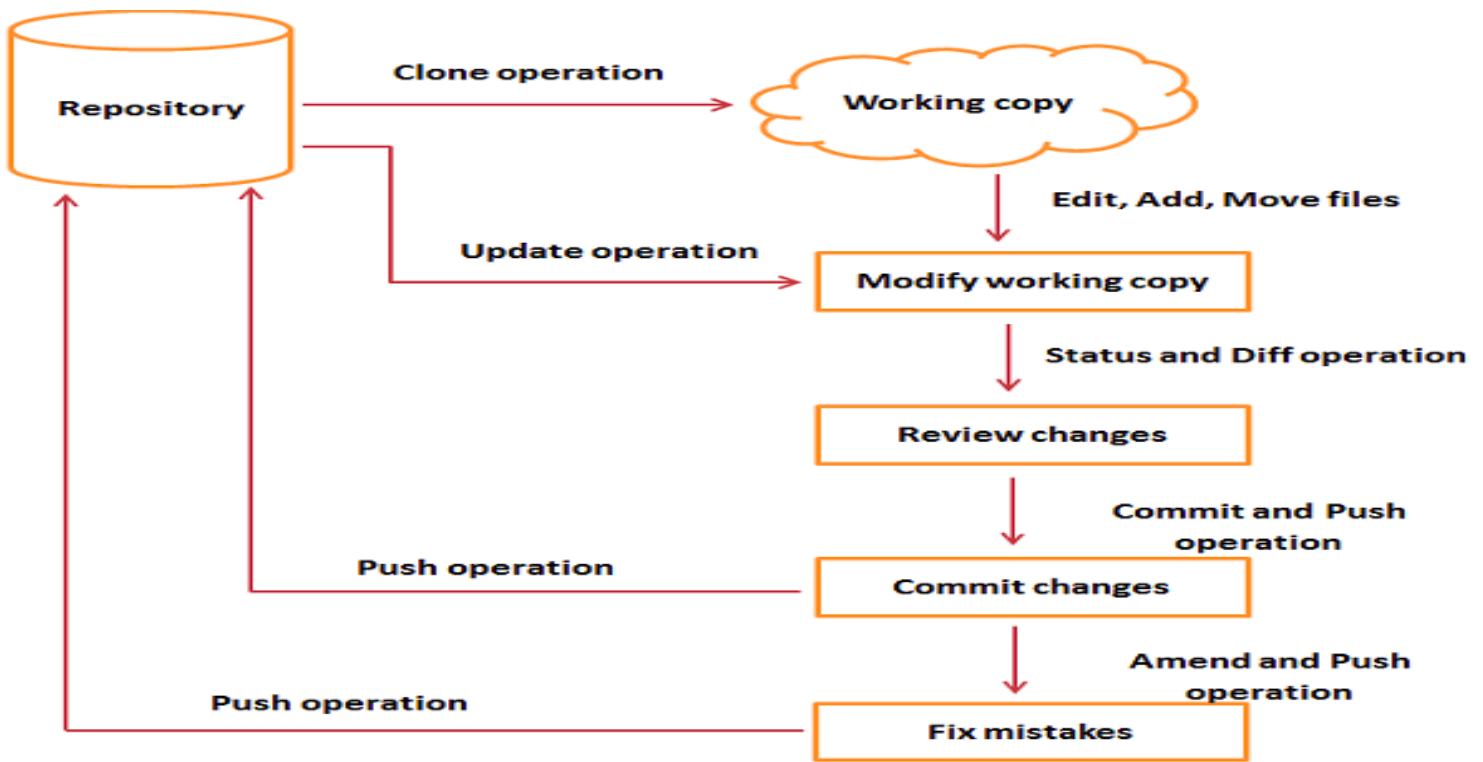 Clone operation
Repository
Working copy
Edit, Add, Move files
Update operation
Modify working copy
Status and Diff operation
Review changes
Commit and Push
operation
Push operation
Commit changes
Amend and Push
operation
Push operation
Fix mistakes